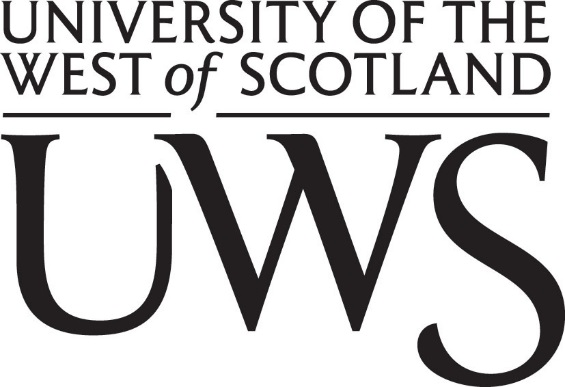 UNIVERSITY OF THE
WEST of SCOTLAND
UWS